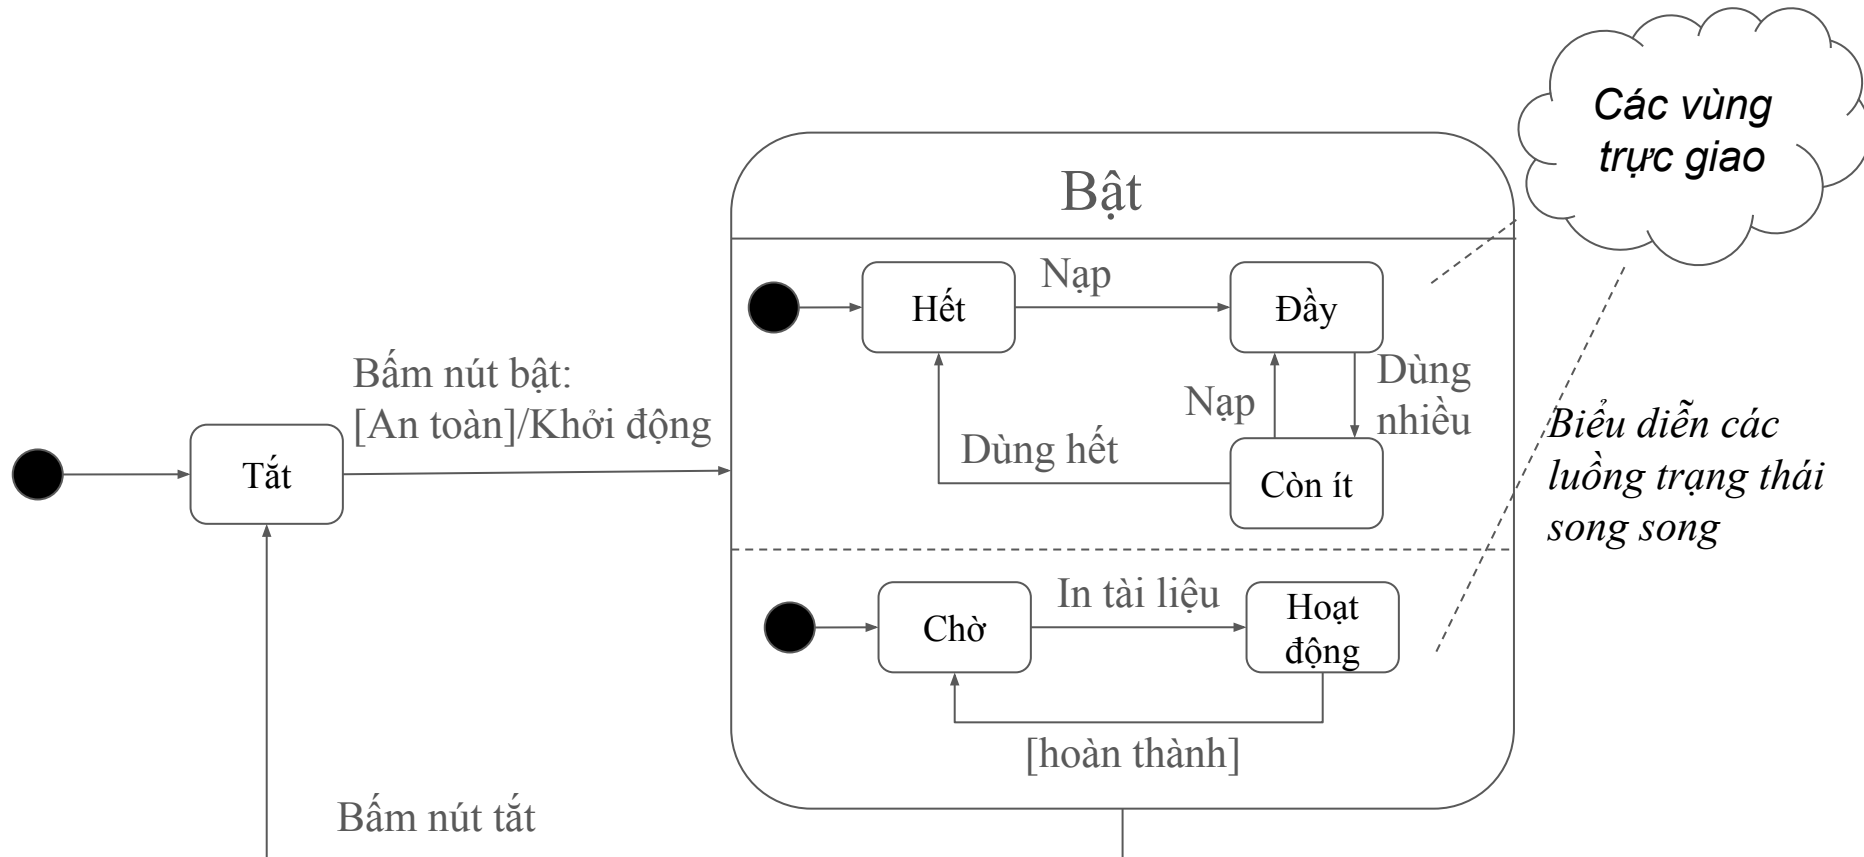 Các vùng
trực giao
Bật
Hết
Nạp
Đầy
Bấm nút bật:
[An toàn]/Khởi động
Nạp
Dùng
nhiều
Dùng hết
Tắt
Còn ít
Biểu diễn các
luồng trạng thái
song song
Chờ
In tài liệu
Hoạt
động
[hoàn thành]
Bấm nút tắt